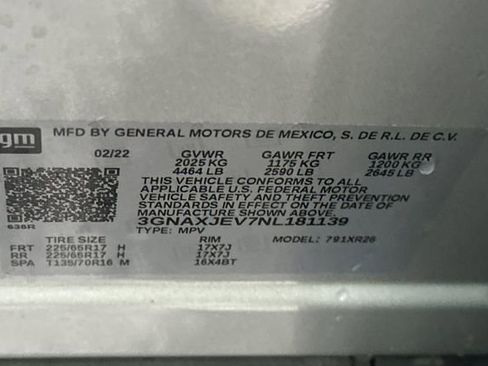 gm MFD BY GENERAL MOTORS DE MEXICO, S. DE R.L. DE C.V.
02/22 GVWR GAWR FRT GAWR RR
2025 KG 1175 KG 1200 KG
4464 LB 2590 LB 2645 LB
THIS VEHICLE CONFORMS TO ALL
APPLICABLE U.S. FEDERAL MOTOR
VEHICLE SAFETY AND THEFT PREVENTION
STANDARDS IN EFFECT ON THE DATE OF
MANUFACTURE SHOWN ABOVE.
3GNAXJEV7NL181139
638R TYPE: MPV MODEL: 791XR26
TIRE SIZE RIM
FRT 225/65R17 H 17X7J
RR 225/65R17 H 17X7J
SPA T135/70R16 M 16X4BT